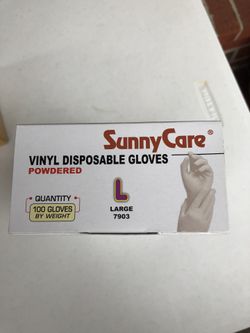 SunnyCare®
VINYL DISPOSABLE GLOVES
POWDERED
QUANTITY
100 GLOVES
BY WEIGHT
L
LARGE
7903